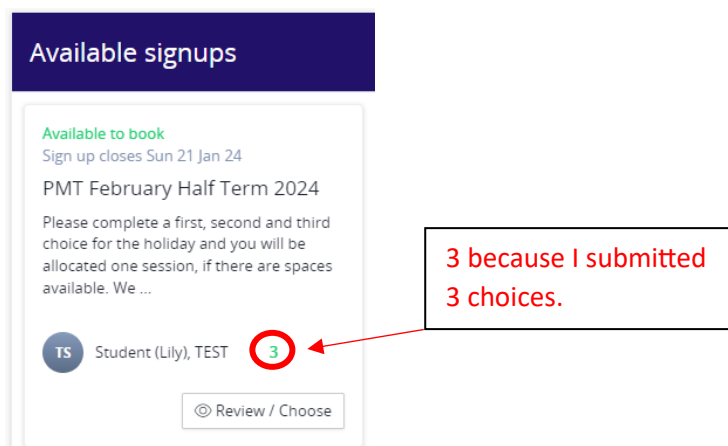 Available signups
Available to book
Sign up closes Sun 21 Jan 24
PMT February Half Term 2024
Please complete a first, second and third
choice for the holiday and you will be
allocated one session, if there are spaces
available. We ...
3 because I submitted
3 choices.
TS Student (Lily), TEST 3
Review / Choose